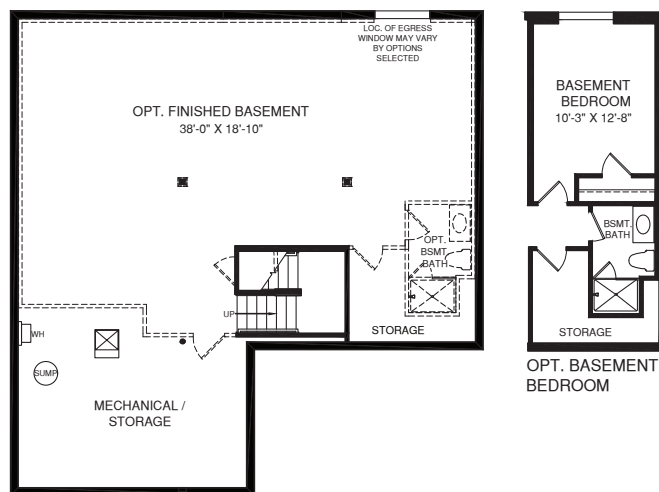 LOC. OF EGRESS
WINDOW MAY VARY
BY OPTIONS
SELECTED
OPT. FINISHED BASEMENT
38'-0" X 18'-10"
OPT.
BSMT.
BATH
UP
STORAGE
WH
SUMP
MECHANICAL /
STORAGE
BASEMENT
BEDROOM
10'-3" X 12'-8"
BSMT.
BATH
STORAGE
OPT. BASEMENT
BEDROOM